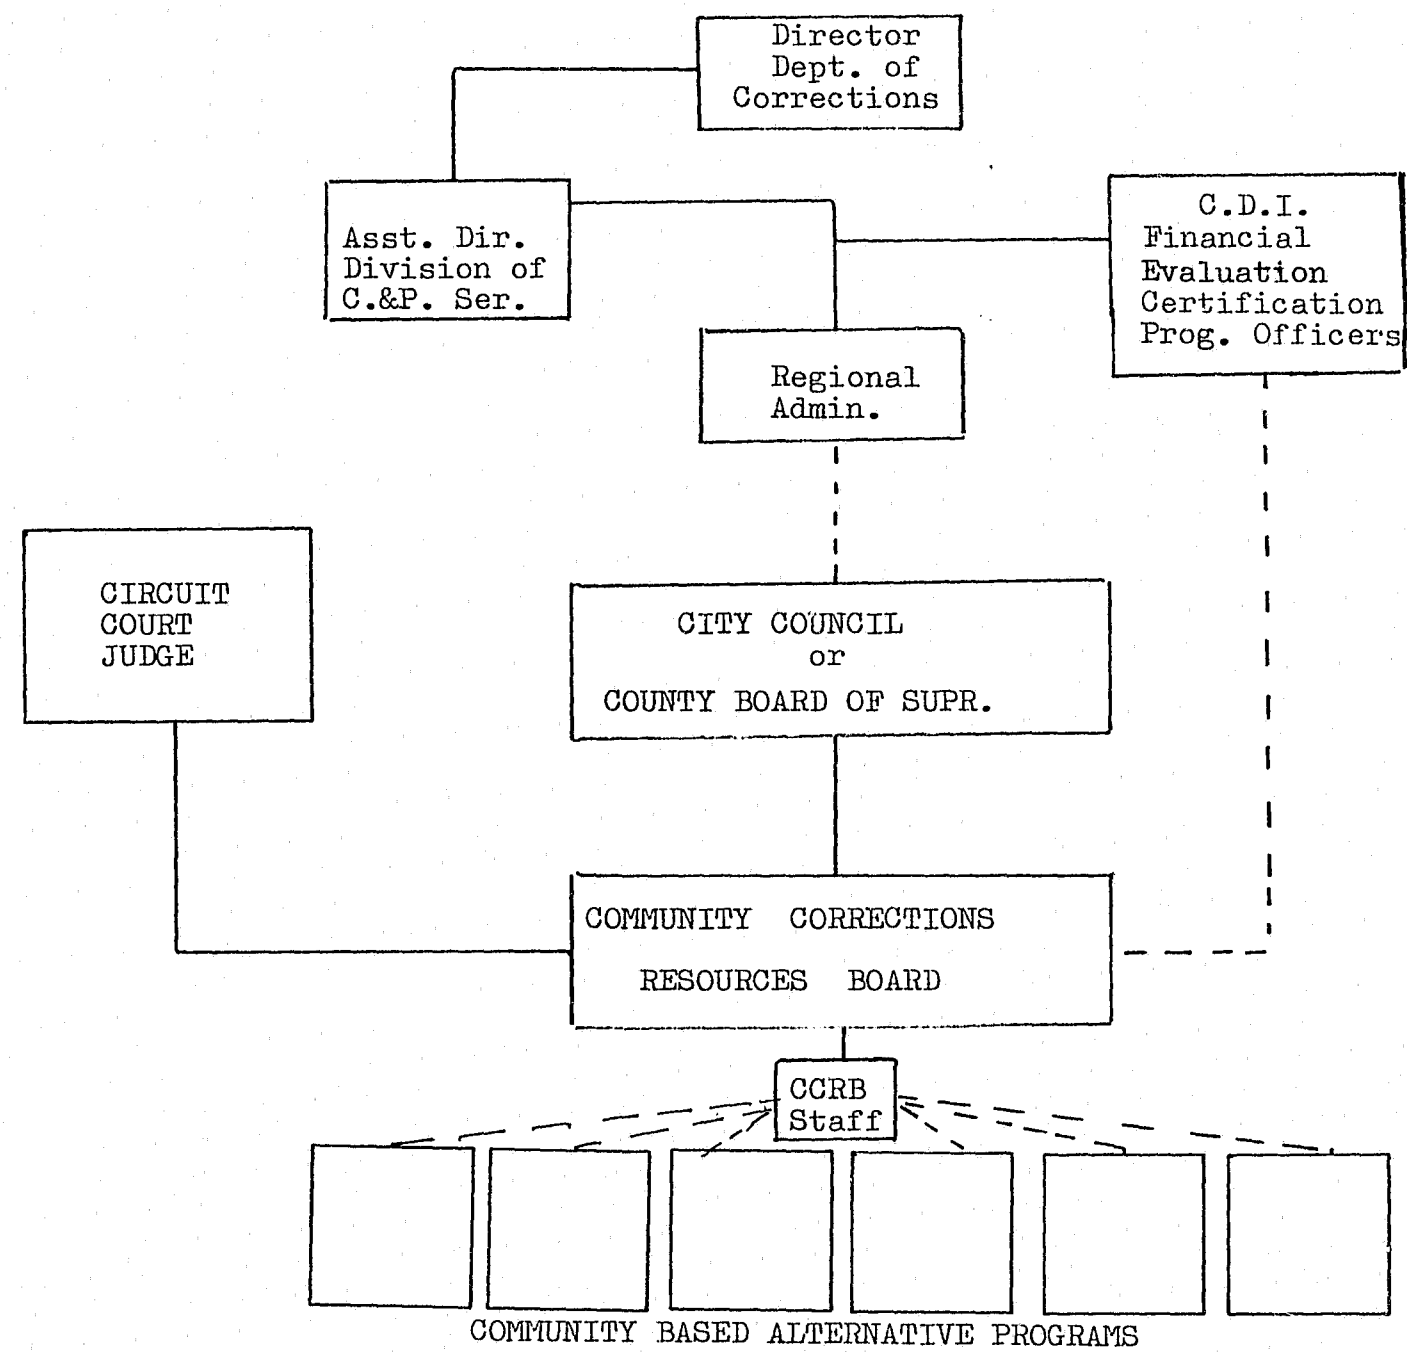 Director
Dept. of
Corrections
Asst. Dir.
Division of
C.&P. Ser.
C.D.I.
Financial
Evaluation
Certification
Prog. Officers
Regional
Admin.
CIRCUIT
COURT
JUDGE
CITY COUNCIL
or
COUNTY BOARD OF SUPR.
COMMUNITY CORRECTIONS
RESOURCES BOARD
CCRB
Staff
COMMUNITY BASED ALTERNATIVE PROGRAMS